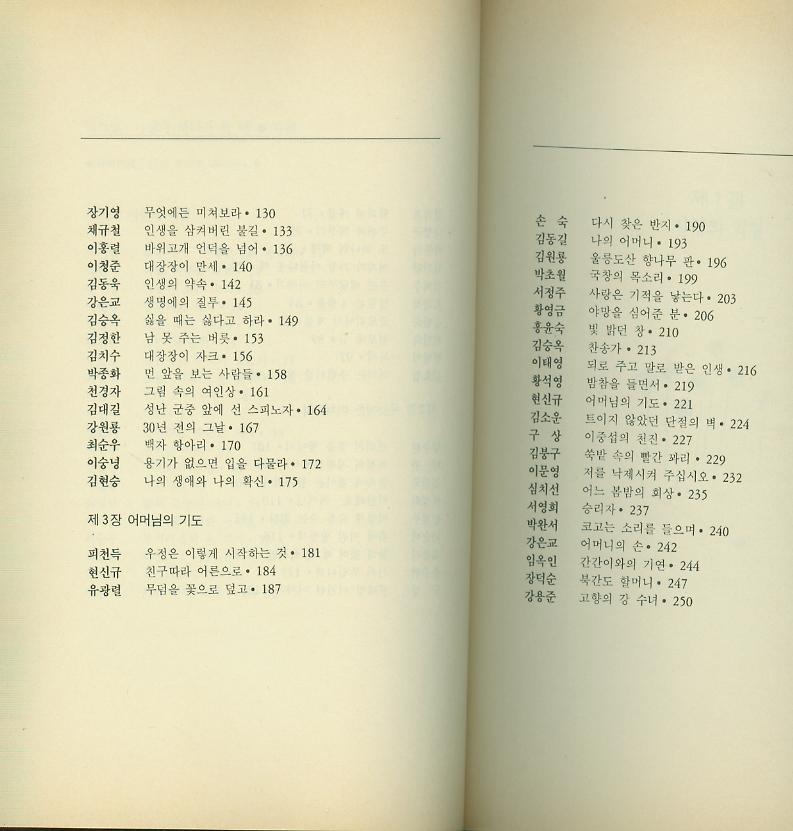 장기영 무엇에든 미쳐보라 • 130
채규철 인생을 삼켜버린 불길 • 133
이흥렬 바위고개 언덕을 넘어 • 136
이청준 대장장이 만세 • 140
김동욱 인생의 약속 • 142
강은교 생명에의 질투 • 145
김승옥 싫을 때는 싫다고 하라 • 149
김정한 남 못 주는 버릇 • 153
김치수 대장장이 자크 • 156
박종화 먼 앞을 보는 사람들 • 158
천경자 그림 속의 여인상 • 161
김대길 성난 군중 앞에 선 스피노자 • 164
강원룡 30년 전의 그날 • 167
최순우 백자 항아리 • 170
이숭녕 용기가 없으면 입을 다물라 • 172
김현승 나의 생애와 나의 확신 • 175
제3장 어머님의 기도
피천득 우정은 이렇게 시작하는 것 • 181
현신규 친구따라 어른으로 • 184
유광렬 무덤을 꽃으로 덮고 • 187
손 숙 다시 찾은 반지 • 190
김동길 나의 어머니 • 193
김원룡 울릉도산 향나무 관 • 196
박초월 국창의 목소리 • 199
서정주 사랑은 기적을 낳는다 • 203
황영금 야망을 심어준 분 • 206
홍윤숙 빛 밝던 창 • 210
김승옥 찬송가 • 213
이태영 되로 주고 말로 받은 인생 • 216
황석영 밤참을 들면서 • 219
현신규 어머님의 기도 • 221
김소운 트이지 않았던 단절의 벽 • 224
구 상 이중섭의 천진 • 227
김붕구 쑥밭 속의 빨간 꽈리 • 229
이문영 저를 낙제시켜 주십시오 • 232
심치선 어느 봄밤의 회상 • 235
서영희 승리자 • 237
박완서 코고는 소리를 들으며 • 240
강은교 어머니의 손 • 242
임옥인 간간이와의 기연 • 244
장덕순 북간도 할머니 • 247
강용준 고향의 강 수녀 • 250